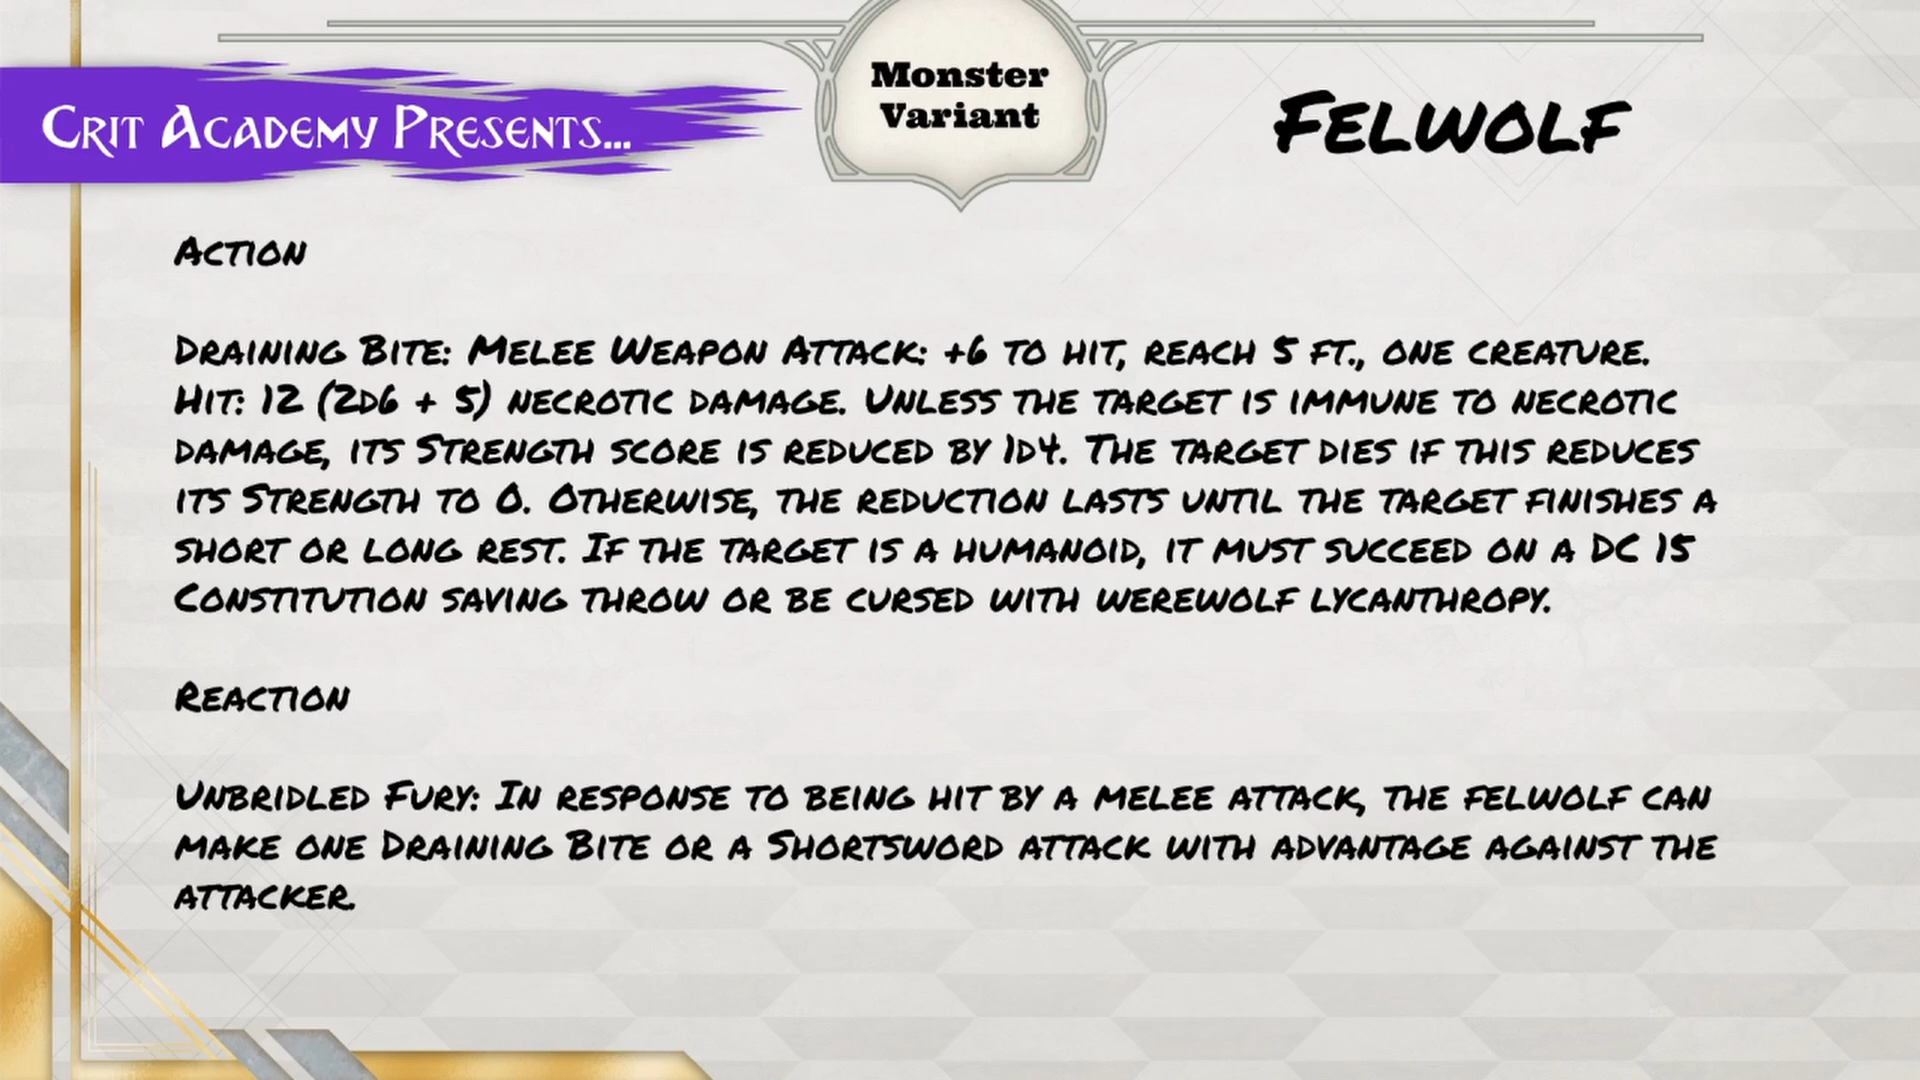 Crit Academy Presents...
Monster
Variant
Felwolf
Action
Draining Bite: Melee Weapon Attack: +6 to hit, reach 5 ft., one creature.
Hit: 12 (2d6 + 5) necrotic damage. Unless the target is immune to necrotic
damage, its Strength score is reduced by 1d4. The target dies if this reduces
its Strength to 0. Otherwise, the reduction lasts until the target finishes a
short or long rest. If the target is a humanoid, it must succeed on a DC 15
Constitution saving throw or be cursed with werewolf lycanthropy.
Reaction
Unbridled Fury: In response to being hit by a melee attack, the felwolf can
make one Draining Bite or a Shortsword attack with advantage against the
attacker.